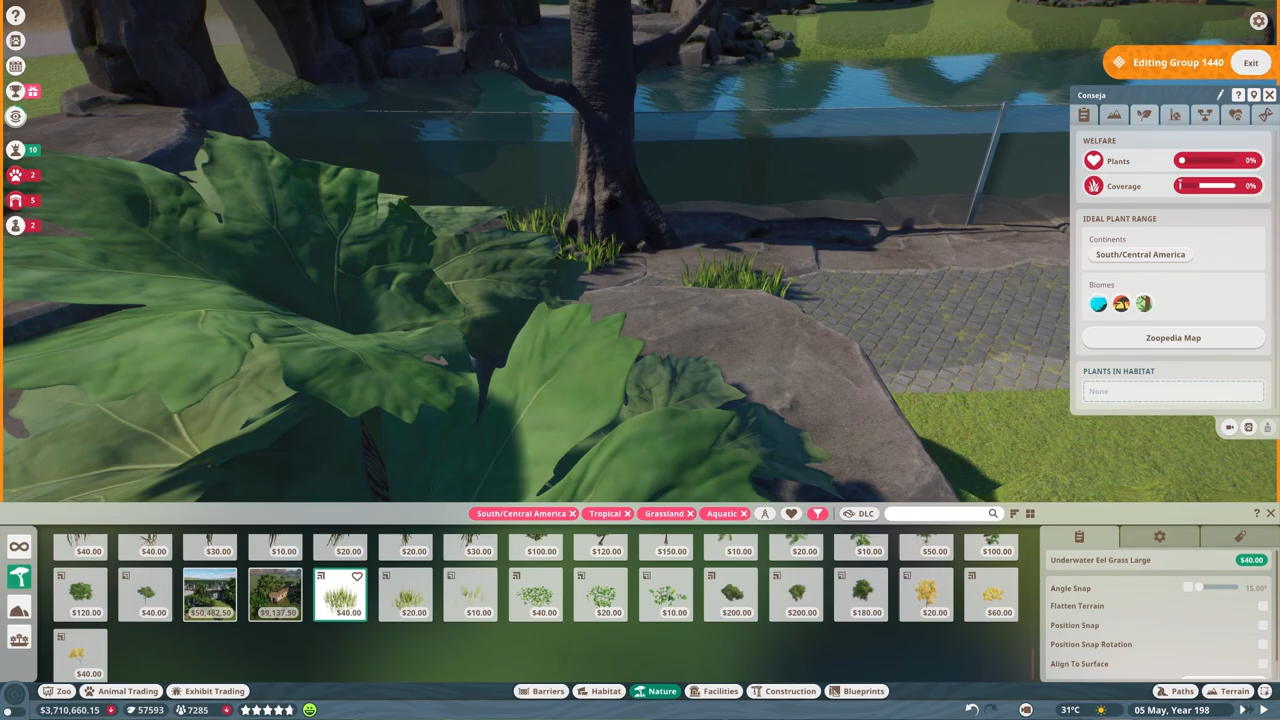 Editing Group 1440
Exit
Conseja
WELFARE
Plants
0%
Coverage
0%
IDEAL PLANT RANGE
Continents
South/Central America
Biomes
Zoopedia Map
PLANTS IN HABITAT
None
10
2
5
2
South/Central America
Tropical
Grassland
Aquatic
DLC
$40.00
$40.00
$30.00
$10.00
$20.00
$20.00
$30.00
$100.00
$120.00
$150.00
$10.00
$20.00
$10.00
$50.00
$100.00
$120.00
$40.00
$50,482.50
$9,137.50
$40.00
$20.00
$10.00
$40.00
$20.00
$10.00
$200.00
$200.00
$180.00
$20.00
$60.00
$40.00
Underwater Eel Grass Large
$40.00
Angle Snap
15.00°
Flatten Terrain
Position Snap
Position Snap Rotation
Align To Surface
Zoo
Animal Trading
Exhibit Trading
Barriers
Habitat
Nature
Facilities
Construction
Blueprints
Paths
Terrain
$3,710,660.15
57593
7285
31°C
05 May, Year 198